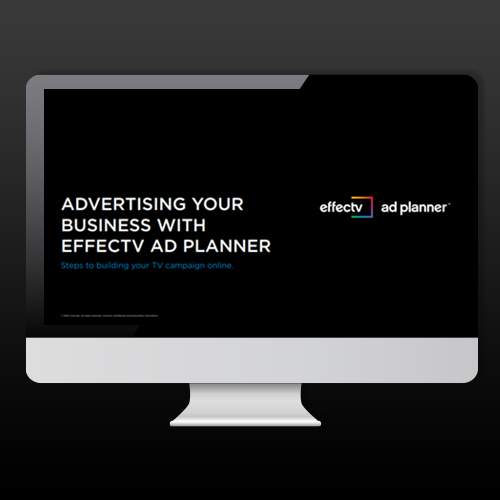 ADVERTISING YOUR
BUSINESS WITH
EFFECTV AD PLANNER
Steps to building your TV campaign online.
effectv ad planner